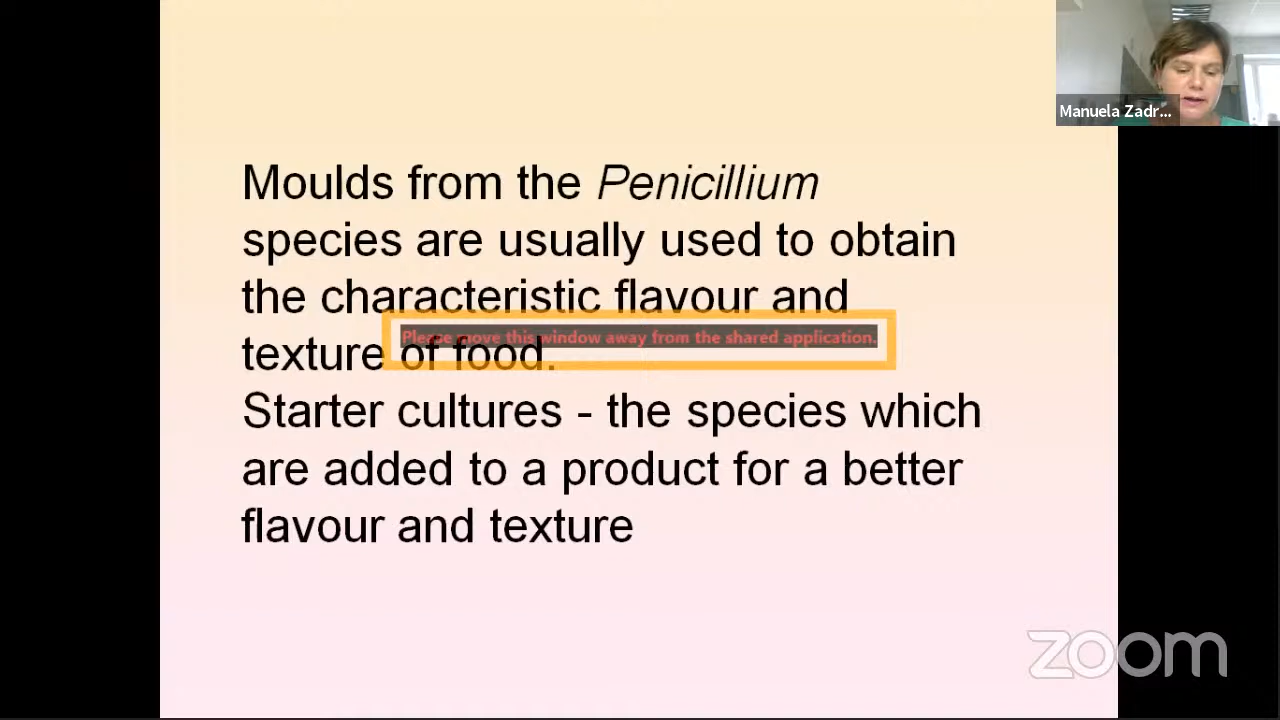 Manuela Zadr...
Moulds from the Penicillium
species are usually used to obtain
the characteristic flavour and
texture of food.
Please move this window away from the shared application.
Starter cultures - the species which
are added to a product for a better
flavour and texture
zoom